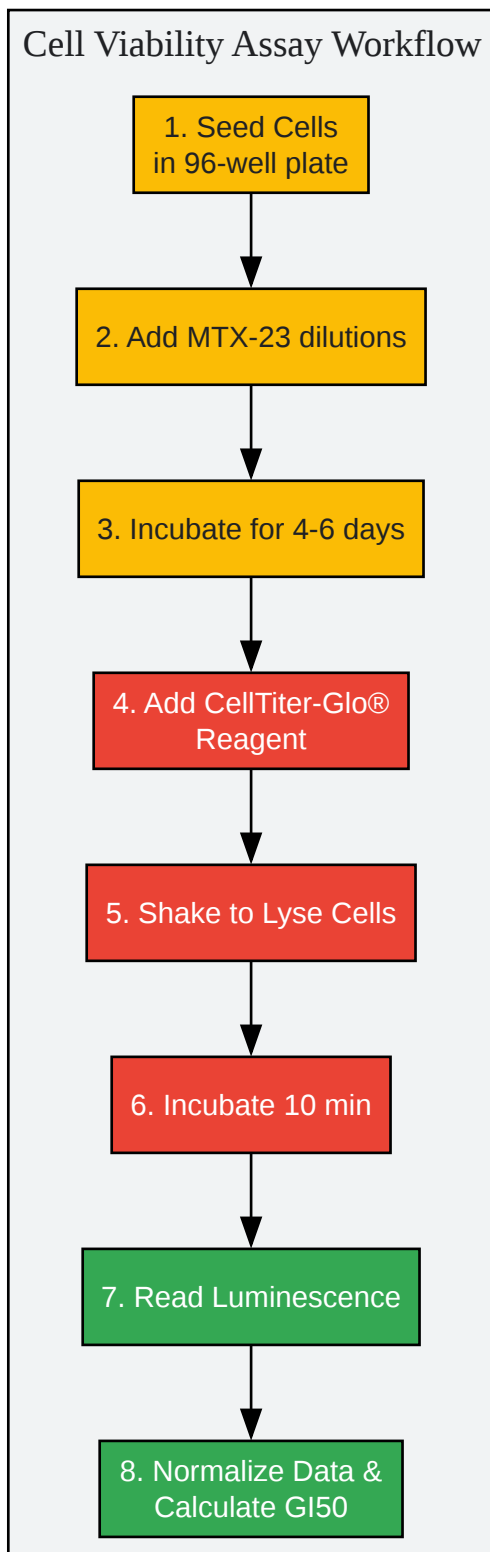 Cell Viability Assay Workflow
1. Seed Cells
in 96-well plate
2. Add MTX-23 dilutions
3. Incubate for 4-6 days
4. Add CellTiter-Glo®
Reagent
5. Shake to Lyse Cells
6. Incubate 10 min
7. Read Luminescence
8. Normalize Data &
Calculate GI50